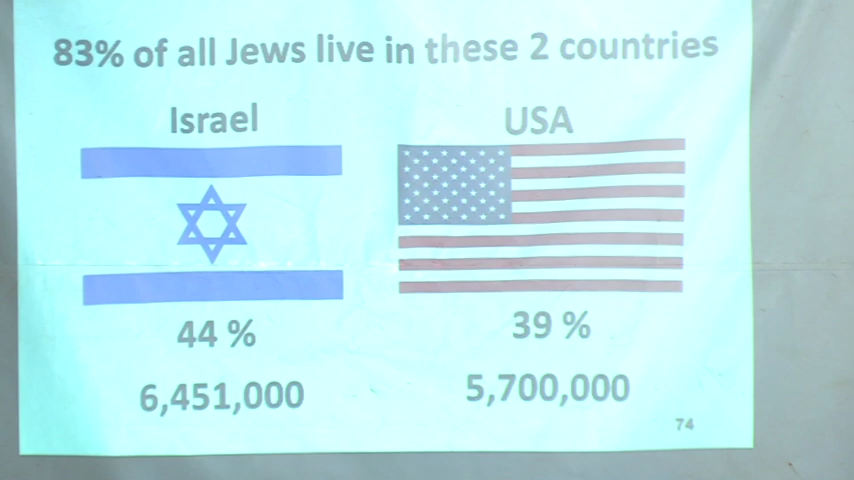 83% of all Jews live in these 2 countries
Israel
USA
44 %
39 %
6,451,000
5,700,000
74